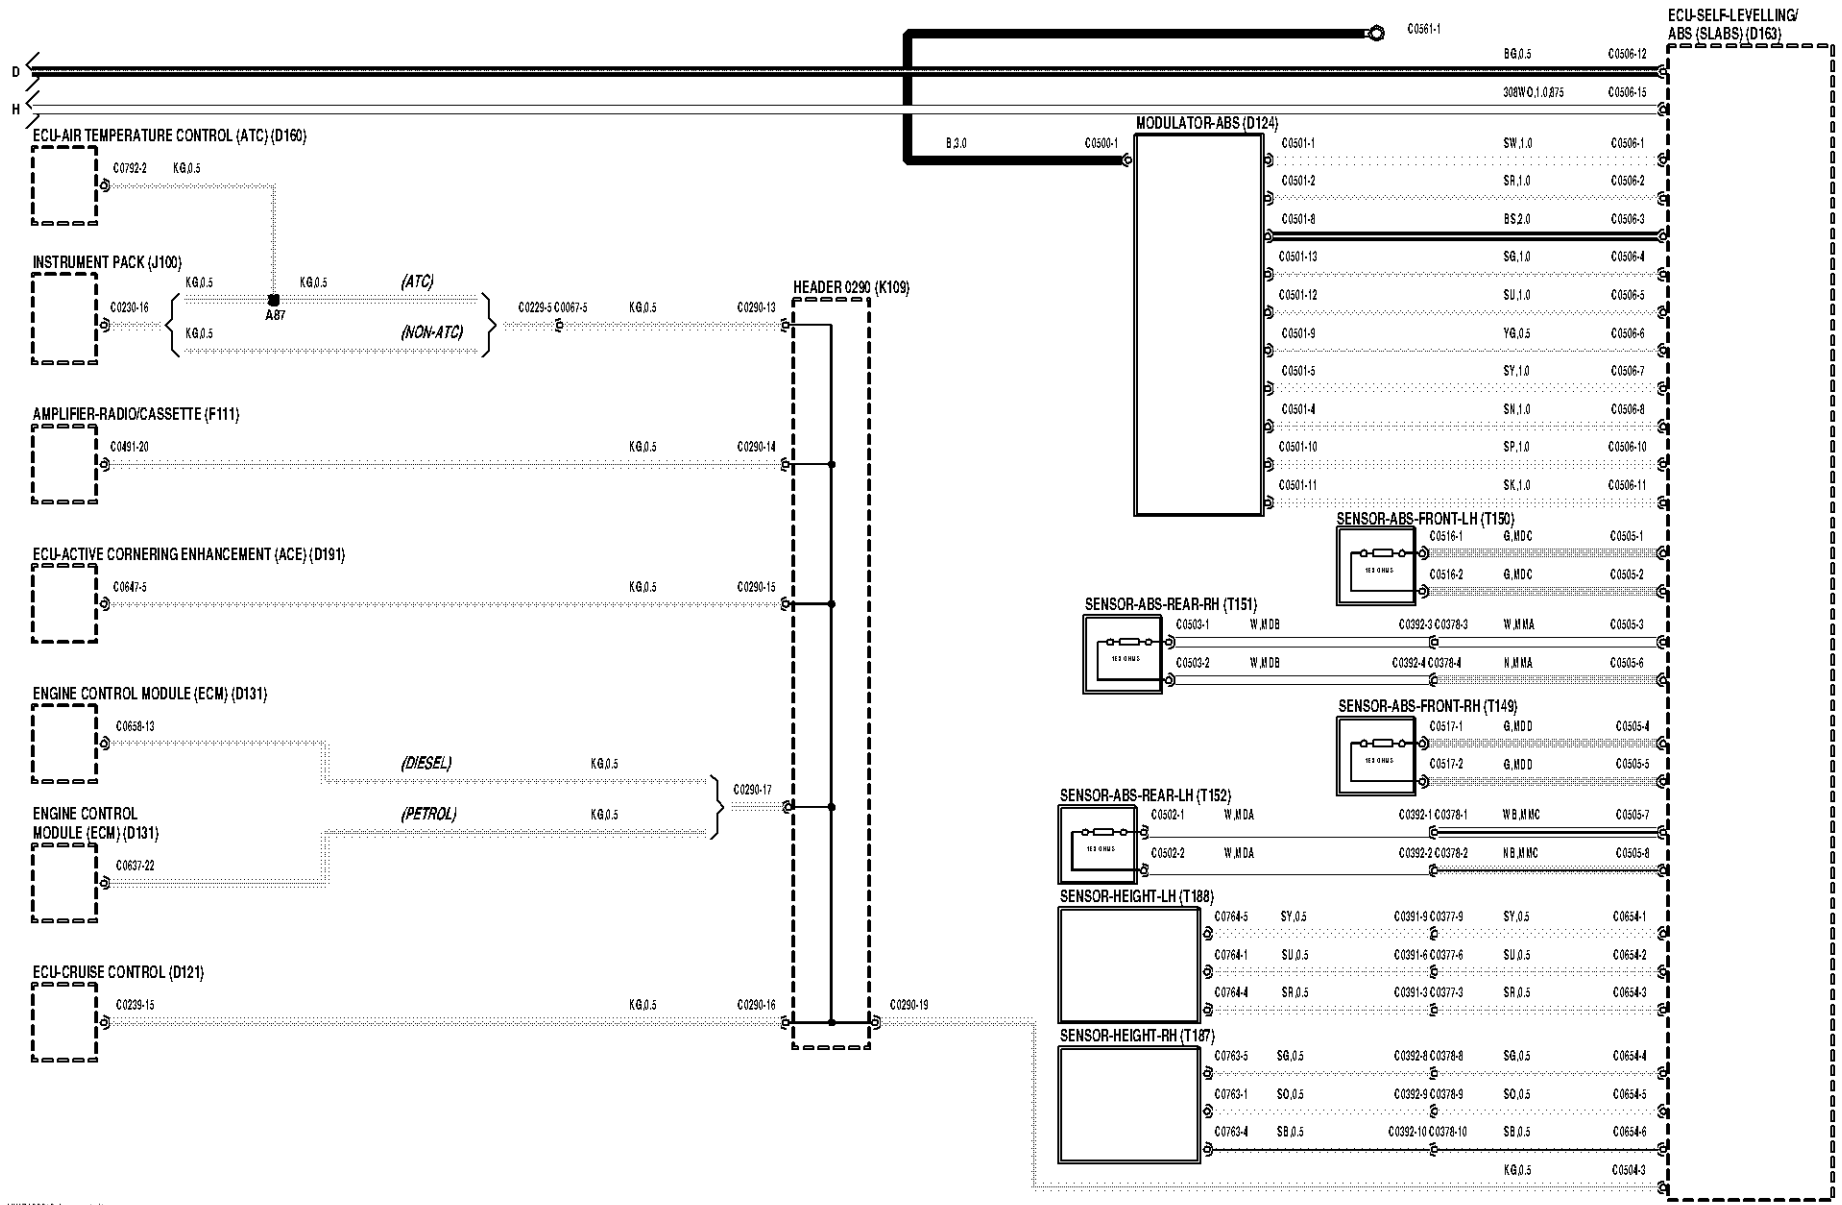 ECU-SELF-LEVELLING/
ABS (SLABS) (D163)
C0561-1
D
BG,0.5 C0506-12
H
308WO,1.0,875 C0506-15
ECU-AIR TEMPERATURE CONTROL (ATC) (D160)
C0792-2 KG,0.5
INSTRUMENT PACK (J100)
C0230-16
KG,0.5 KG,0.5 (ATC)
A87
KG,0.5 (NON-ATC)
C0229-5 C0067-5 KG,0.5 C0290-13
HEADER 0290 (K109)
AMPLIFIER-RADIO/CASSETTE (F111)
C0491-20 KG,0.5 C0290-14
ECU-ACTIVE CORNERING ENHANCEMENT (ACE) (D191)
C0647-5 KG,0.5 C0290-15
ENGINE CONTROL MODULE (ECM) (D131)
C0658-13
(DIESEL) KG,0.5
C0290-17
ENGINE CONTROL
MODULE (ECM) (D131)
(PETROL) KG,0.5
C0637-22
ECU-CRUISE CONTROL (D121)
C0239-15 KG,0.5 C0290-16 C0290-19
B,3.0 C0500-1
MODULATOR-ABS (D124)
C0501-1 SW,1.0 C0506-1
C0501-2 SR,1.0 C0506-2
C0501-8 BS,2.0 C0506-3
C0501-13 SG,1.0 C0506-4
C0501-12 SU,1.0 C0506-5
C0501-9 YG,0.5 C0506-6
C0501-5 SY,1.0 C0506-7
C0501-4 SN,1.0 C0506-8
C0501-10 SP,1.0 C0506-10
C0501-11 SK,1.0 C0506-11
SENSOR-ABS-FRONT-LH (T150)
C0516-1 G,MDC C0505-1
C0516-2 G,MDC C0505-2
SENSOR-ABS-REAR-RH (T151)
C0503-1 W,MDB C0392-3 C0378-3 W,MMA C0505-3
C0503-2 W,MDB C0392-4 C0378-4 N,MMA C0505-6
SENSOR-ABS-FRONT-RH (T149)
C0517-1 G,MDD C0505-4
C0517-2 G,MDD C0505-5
SENSOR-ABS-REAR-LH (T152)
C0502-1 W,MDA C0392-1 C0378-1 WB,MMC C0505-7
C0502-2 W,MDA C0392-2 C0378-2 NB,MMC C0505-8
SENSOR-HEIGHT-LH (T188)
C0764-5 SY,0.5 C0391-9 C0377-9 SY,0.5 C0654-1
C0764-1 SU,0.5 C0391-6 C0377-6 SU,0.5 C0654-2
C0764-4 SR,0.5 C0391-3 C0377-3 SR,0.5 C0654-3
SENSOR-HEIGHT-RH (T187)
C0763-5 SG,0.5 C0392-8 C0378-8 SG,0.5 C0654-4
C0763-1 SO,0.5 C0392-9 C0378-9 SO,0.5 C0654-5
C0763-4 SB,0.5 C0392-10 C0378-10 SB,0.5 C0654-6
KG,0.5 C0504-3